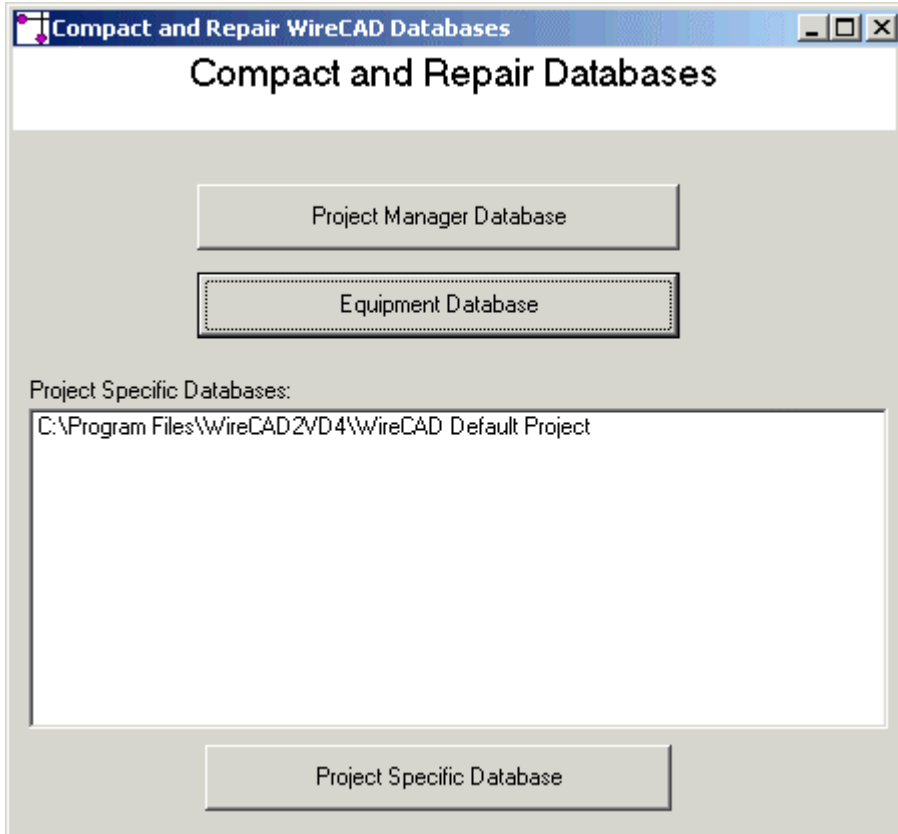 Compact and Repair WireCAD Databases
Compact and Repair Databases
Project Manager Database
Equipment Database
Project Specific Databases:
C:\Program Files\WireCAD2VD4\WireCAD Default Project
Project Specific Database